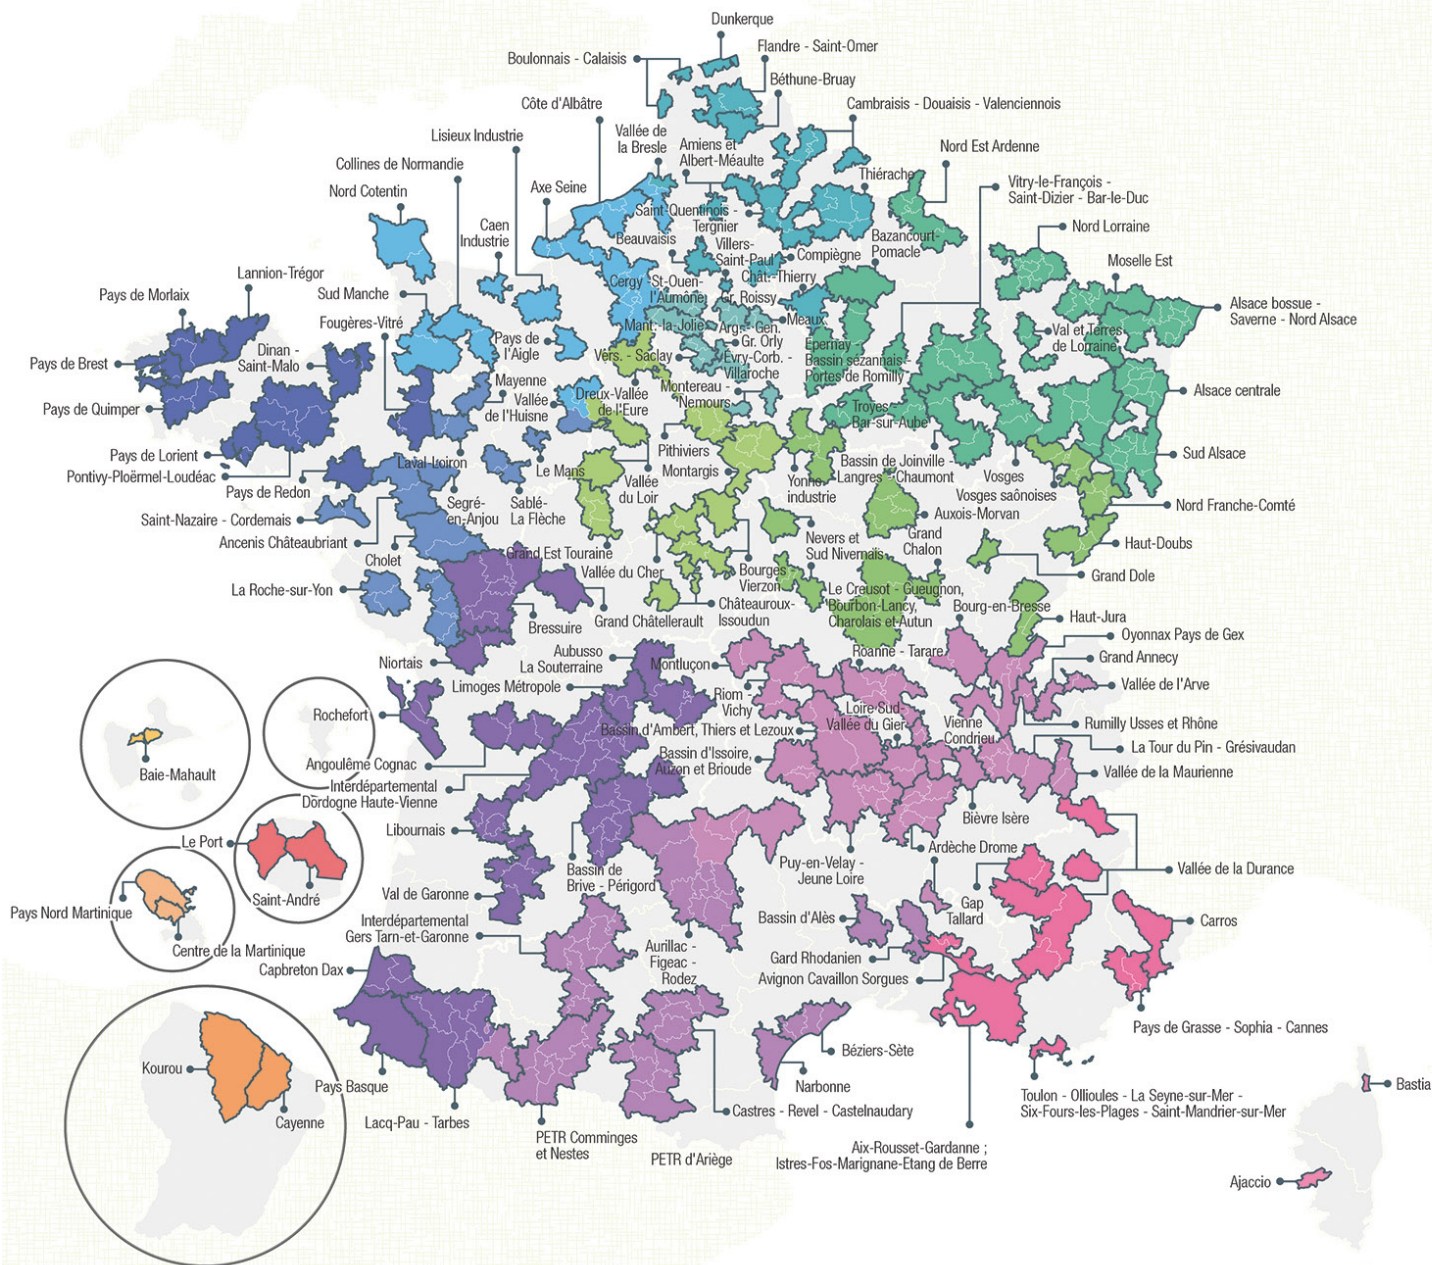 Dunkerque
Flandre - Saint-Omer
Boulonnais - Calaisis
Béthune-Bruay
Côte d'Albâtre
Cambraisis - Douaisis - Valenciennois
Lisieux Industrie
Vallée de
la Bresle
Amiens et
Albert-Méaulte
Nord Est Ardenne
Collines de Normandie
Thiérache
Vitry-le-François -
Saint-Dizier - Bar-le-Duc
Nord Cotentin
Axe Seine
Caen
Industrie
Saint-Quentinois -
Tergnier
Nord Lorraine
Beauvaisis
Villers-
Saint-Paul
Compiègne
Bazancourt-
Pomacle
Moselle Est
Lannion-Trégor
Chât.-Thierry
Cergy -St-Ouen-
l'Aumône
Gr. Roissy
Pays de Morlaix
Sud Manche
Alsace bossue -
Saverne - Nord Alsace
Fougères-Vitré
Mant. la-Jolie
Arg.- Gen.
Meaux
Val et Terres
de Lorraine
Pays de
l'Aigle
Gr. Orly
Épernay -
Bassin sézannais -
Portes de Romilly
Dinan -
Saint-Malo
Vers. - Saclay
Évry-Corb. -
Villaroche
Pays de Brest
Mayenne
Vallée
de l'Huisne
Dreux-Vallée
de l'Eure
Montereau -
Nemours
Alsace centrale
Pays de Quimper
Troyes -
Bar-sur-Aube
Pays de Lorient
Pithiviers
Sud Alsace
Pontivy-Ploërmel-Loudéac
Laval-Loiron
Le Mans
Montargis
Bassin de Joinville -
Langres - Chaumont
Vosges
Vosges saônoises
Pays de Redon
Vallée
du Loir
Yonne
industrie
Segré-
en-Anjou
Sablé-
La Flèche
Nord Franche-Comté
Saint-Nazaire - Cordemais
Auxois-Morvan
Ancenis Châteaubriant
Nevers et
Sud Nivernais
Grand
Chalon
Haut-Doubs
Cholet
Grand Est Touraine
Vallée du Cher
Bourges -
Vierzon
Grand Dole
La Roche-sur-Yon
Le Creusot - Gueugnon,
Bourbon-Lancy,
Charolais et Autun
Châteauroux-
Issoudun
Bourg-en-Bresse
Haut-Jura
Bressuire
Grand Châtellerault
Oyonnax Pays de Gex
Niortais
Aubusso
La Souterraine
Montluçon
Roanne - Tarare
Grand Annecy
Limoges Métropole
Vallée de l'Arve
Riom -
Vichy
Rochefort
Loire Sud-
Vallée du Gier
Vienne
Condrieu
Rumilly Usses et Rhône
Bassin d'Ambert, Thiers et Lezoux
La Tour du Pin - Grésivaudan
Bassin d'Issoire,
Auzon et Brioude
Angoulême Cognac
Vallée de la Maurienne
Baie-Mahault
Interdépartemental
Dordogne Haute-Vienne
Bièvre Isère
Libournais
Le Port
Ardèche Drome
Puy-en-Velay -
Jeune Loire
Vallée de la Durance
Bassin de
Brive - Périgord
Saint-André
Val de Garonne
Gap
Tallard
Pays Nord Martinique
Bassin d'Alès
Carros
Interdépartemental
Gers Tarn-et-Garonne
Centre de la Martinique
Aurillac -
Figeac -
Rodez
Gard Rhodanien
Capbreton Dax
Avignon Cavaillon Sorgues
Pays de Grasse - Sophia - Cannes
Béziers-Sète
Kourou
Pays Basque
Narbonne
Bastia
Toulon - Ollioules - La Seyne-sur-Mer -
Six-Fours-les-Plages - Saint-Mandrier-sur-Mer
Cayenne
Lacq-Pau - Tarbes
Castres - Revel - Castelnaudary
PETR Comminges
et Nestes
PETR d'Ariège
Aix-Rousset-Gardanne ;
Istres-Fos-Marignane-Etang de Berre
Ajaccio